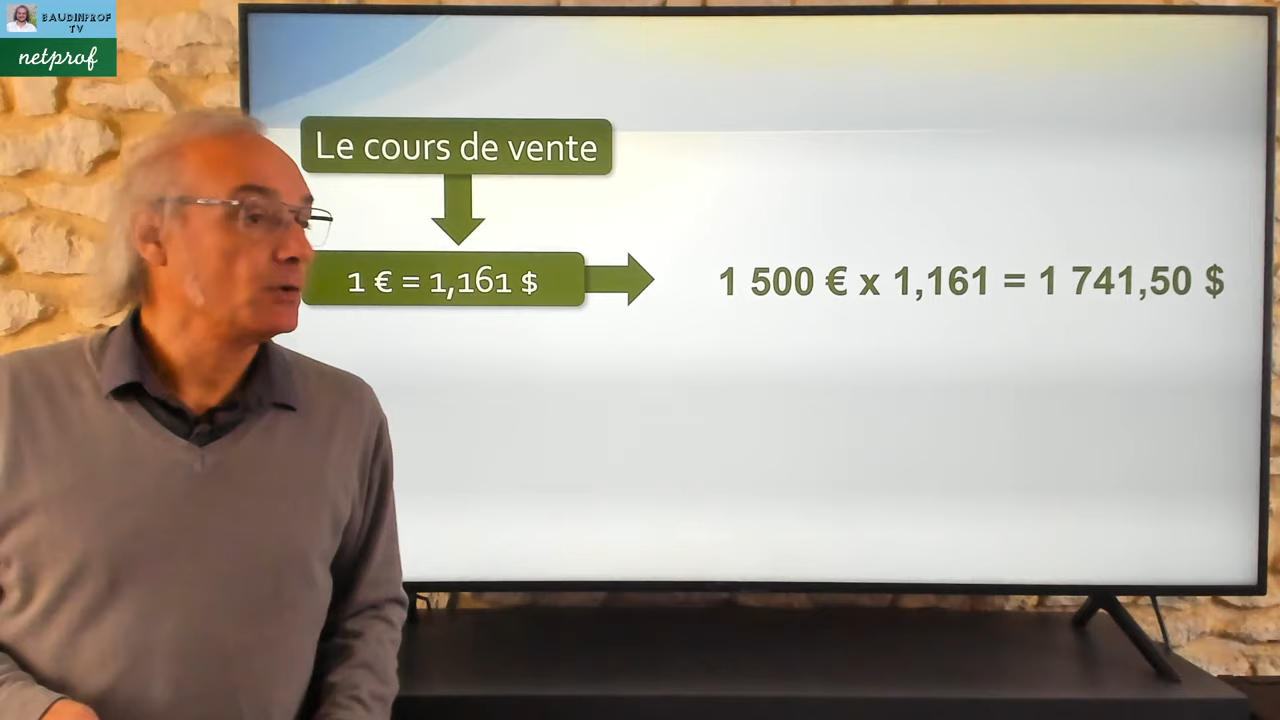 BAUDINPROF
TV
netprof
Le cours de vente
1 € = 1,161 $
1 500 € x 1,161 = 1 741,50 $